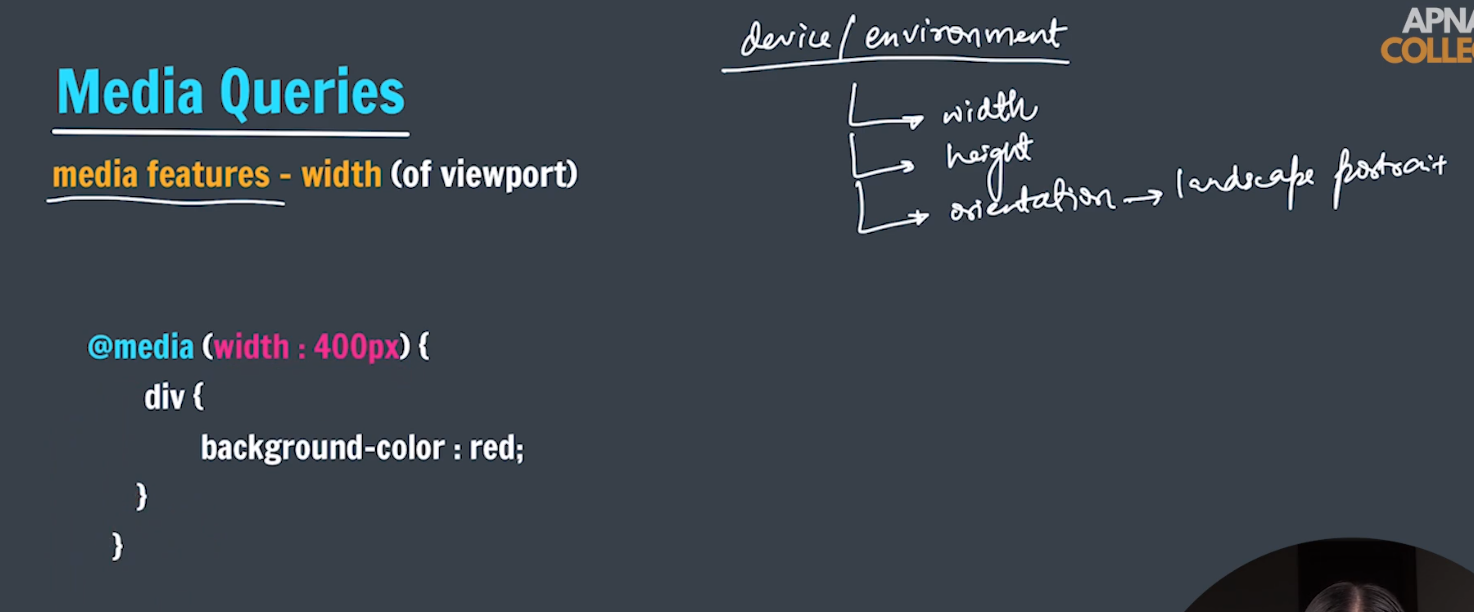 Media Queries
media features - width (of viewport)
device / environment
width
height
orientation → landscape portrait
APNA
COLLE
@media (width : 400px) {
div {
background-color : red;
}
}